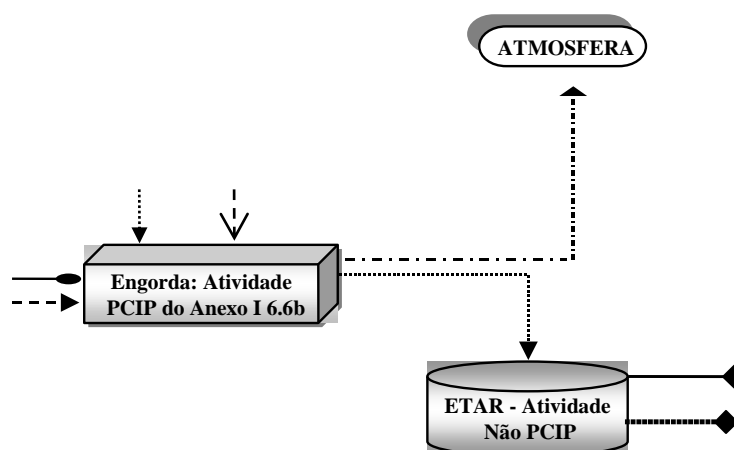 ATMOSFERA
Engorda: Atividade
PCIP do Anexo I 6.6b
ETAR - Atividade
Não PCIP